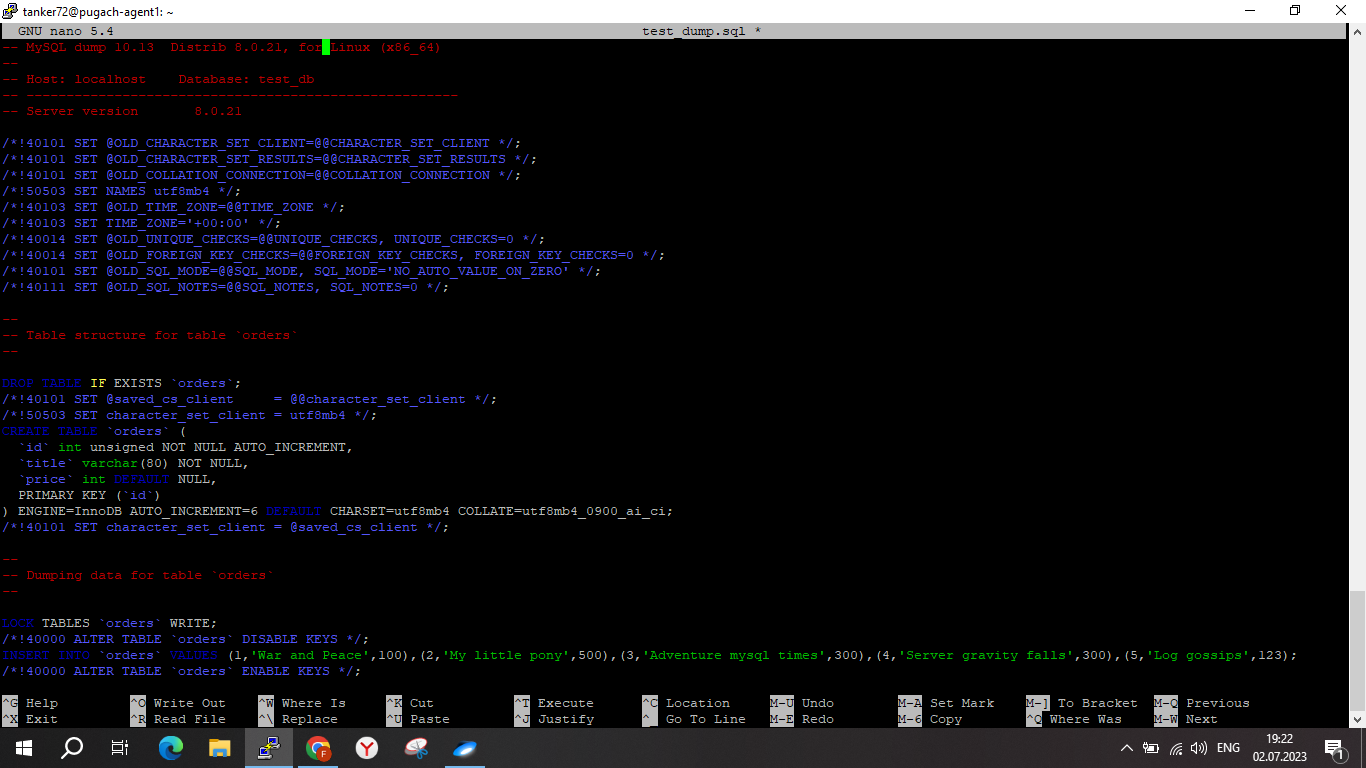 tanker72@pugach-agent1: ~
GNU nano 5.4 test_dump.sql *
-- MySQL dump 10.13  Distrib 8.0.21, for Linux (x86_64)
--
-- Host: localhost    Database: test_db
-- ------------------------------------------------------
-- Server version       8.0.21
/*!40101 SET @OLD_CHARACTER_SET_CLIENT=@@CHARACTER_SET_CLIENT */;
/*!40101 SET @OLD_CHARACTER_SET_RESULTS=@@CHARACTER_SET_RESULTS */;
/*!40101 SET @OLD_COLLATION_CONNECTION=@@COLLATION_CONNECTION */;
/*!50503 SET NAMES utf8mb4 */;
/*!40103 SET @OLD_TIME_ZONE=@@TIME_ZONE */;
/*!40103 SET TIME_ZONE='+00:00' */;
/*!40014 SET @OLD_UNIQUE_CHECKS=@@UNIQUE_CHECKS, UNIQUE_CHECKS=0 */;
/*!40014 SET @OLD_FOREIGN_KEY_CHECKS=@@FOREIGN_KEY_CHECKS, FOREIGN_KEY_CHECKS=0 */;
/*!40101 SET @OLD_SQL_MODE=@@SQL_MODE, SQL_MODE='NO_AUTO_VALUE_ON_ZERO' */;
/*!40111 SET @OLD_SQL_NOTES=@@SQL_NOTES, SQL_NOTES=0 */;
--
-- Table structure for table `orders`
--
DROP TABLE IF EXISTS `orders`;
/*!40101 SET @saved_cs_client     = @@character_set_client */;
/*!50503 SET character_set_client = utf8mb4 */;
CREATE TABLE `orders` (
  `id` int unsigned NOT NULL AUTO_INCREMENT,
  `title` varchar(80) NOT NULL,
  `price` int DEFAULT NULL,
  PRIMARY KEY (`id`)
) ENGINE=InnoDB AUTO_INCREMENT=6 DEFAULT CHARSET=utf8mb4 COLLATE=utf8mb4_0900_ai_ci;
/*!40101 SET character_set_client = @saved_cs_client */;
--
-- Dumping data for table `orders`
--
LOCK TABLES `orders` WRITE;
/*!40000 ALTER TABLE `orders` DISABLE KEYS */;
INSERT INTO `orders` VALUES (1,'War and Peace',100),(2,'My little pony',500),(3,'Adventure mysql times',300),(4,'Server gravity falls',300),(5,'Log gossips',123);
/*!40000 ALTER TABLE `orders` ENABLE KEYS */;
^G Help ^O Write Out ^W Where Is ^K Cut ^T Execute ^C Location M-U Undo M-A Set Mark M-] To Bracket M-Q Previous
^X Exit ^R Read File ^\ Replace ^U Paste ^J Justify ^_ Go To Line M-E Redo M-6 Copy ^Q Where Was M-W Next
ENG
19:22
02.07.2023
1